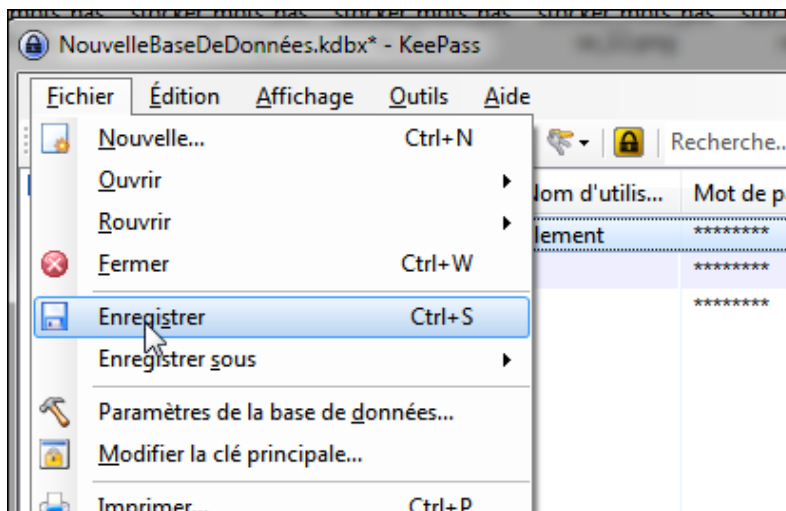 NouvelleBaseDeDonnées.kdbx* - KeePass
Fichier Édition Affichage Outils Aide
Nouvelle... Ctrl+N
Recherche..
Ouvrir
Nom d'utilis... Mot de p
Rouvrir
lement ********
Fermer Ctrl+W
********
Enregistrer Ctrl+S
********
Enregistrer sous
Paramètres de la base de données...
Modifier la clé principale...
Imprimer... Ctrl+P